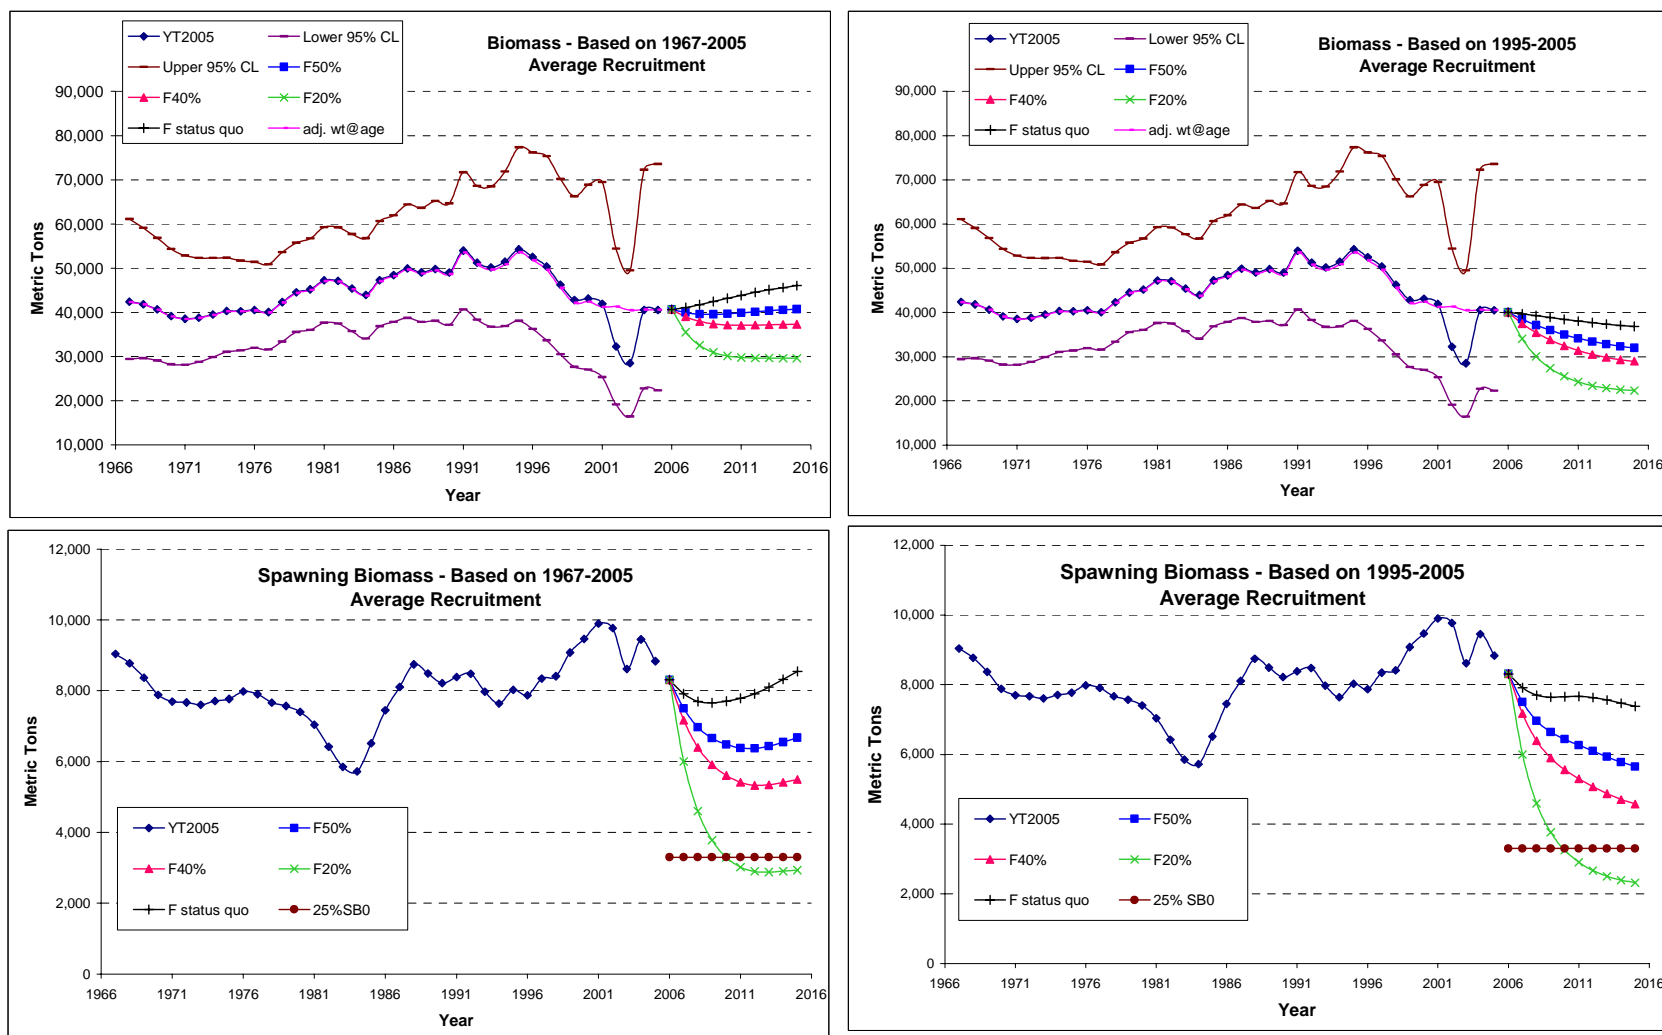 YT2005 Lower 95% CL
Upper 95% CL F50%
F40% F20%
F status quo adj. wt@age
Biomass - Based on 1967-2005
Average Recruitment
90,000
80,000
70,000
60,000
50,000
40,000
30,000
20,000
10,000
Metric Tons
1966 1971 1976 1981 1986 1991 1996 2001 2006 2011 2016
Year
YT2005 Lower 95% CL
Upper 95% CL F50%
F40% F20%
F status quo adj. wt@age
Biomass - Based on 1995-2005
Average Recruitment
90,000
80,000
70,000
60,000
50,000
40,000
30,000
20,000
10,000
Metric Tons
1966 1971 1976 1981 1986 1991 1996 2001 2006 2011 2016
Year
Spawning Biomass - Based on 1967-2005
Average Recruitment
12,000
10,000
8,000
6,000
4,000
2,000
0
Metric Tons
YT2005 F50%
F40% F20%
F status quo 25%SB0
1966 1971 1976 1981 1986 1991 1996 2001 2006 2011 2016
Year
Spawning Biomass - Based on 1995-2005
Average Recruitment
12,000
10,000
8,000
6,000
4,000
2,000
0
Metric Tons
YT2005 F50%
F40% F20%
F status quo 25% SB0
1966 1971 1976 1981 1986 1991 1996 2001 2006 2011 2016
Year